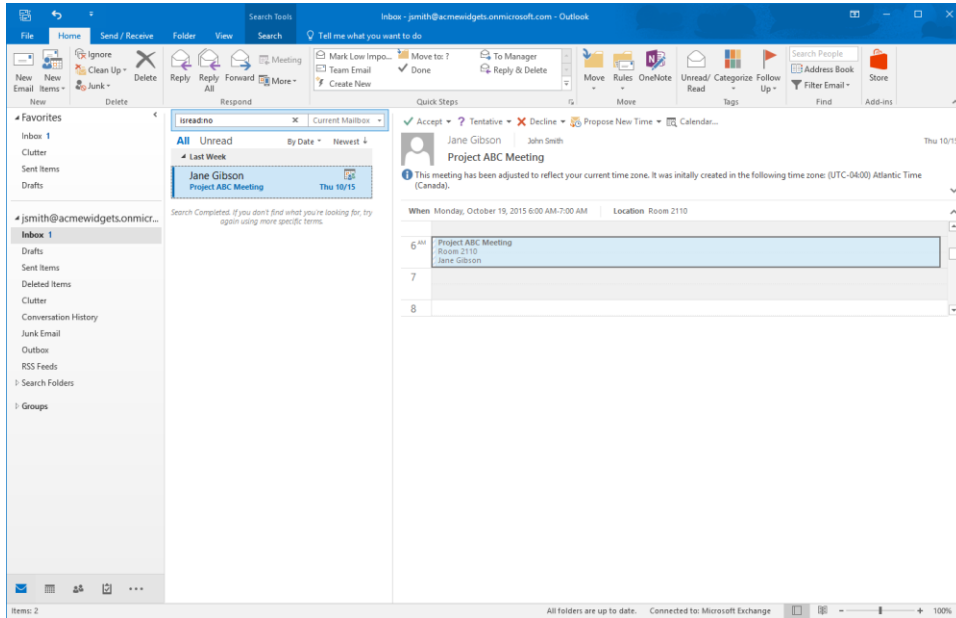 Search Tools
Inbox - jsmith@acmewidgets.onmicrosoft.com - Outlook
File Home Send / Receive Folder View Search Tell me what you want to do
New Email
New Items
Ignore
Clean Up
Junk
Delete
Reply
Reply All
Forward
Meeting
More
Mark Low Impo...
Team Email
Create New
Move to: ?
Done
To Manager
Reply & Delete
Move
Rules
OneNote
Unread/ Read
Categorize
Follow Up
Search People
Address Book
Filter Email
Store
New Delete Respond Quick Steps Move Tags Find Add-ins
Favorites
Inbox 1
Clutter
Sent Items
Drafts
jsmith@acmewidgets.onmicr...
Inbox 1
Drafts
Sent Items
Deleted Items
Clutter
Conversation History
Junk Email
Outbox
RSS Feeds
Search Folders
Groups
isread:no Current Mailbox
All Unread By Date Newest
Last Week
Jane Gibson
Project ABC Meeting Thu 10/15
Search Completed. If you don't find what you're looking for, try
again using more specific terms.
Accept ? Tentative Decline Propose New Time Calendar...
Jane Gibson John Smith Thu 10/15
Project ABC Meeting
This meeting has been adjusted to reflect your current time zone. It was initally created in the following time zone: (UTC-04:00) Atlantic Time
(Canada).
When Monday, October 19, 2015 6:00 AM-7:00 AM Location Room 2110
6 AM
Project ABC Meeting
Room 2110
Jane Gibson
7
8
Items: 2 All folders are up to date. Connected to: Microsoft Exchange 100%